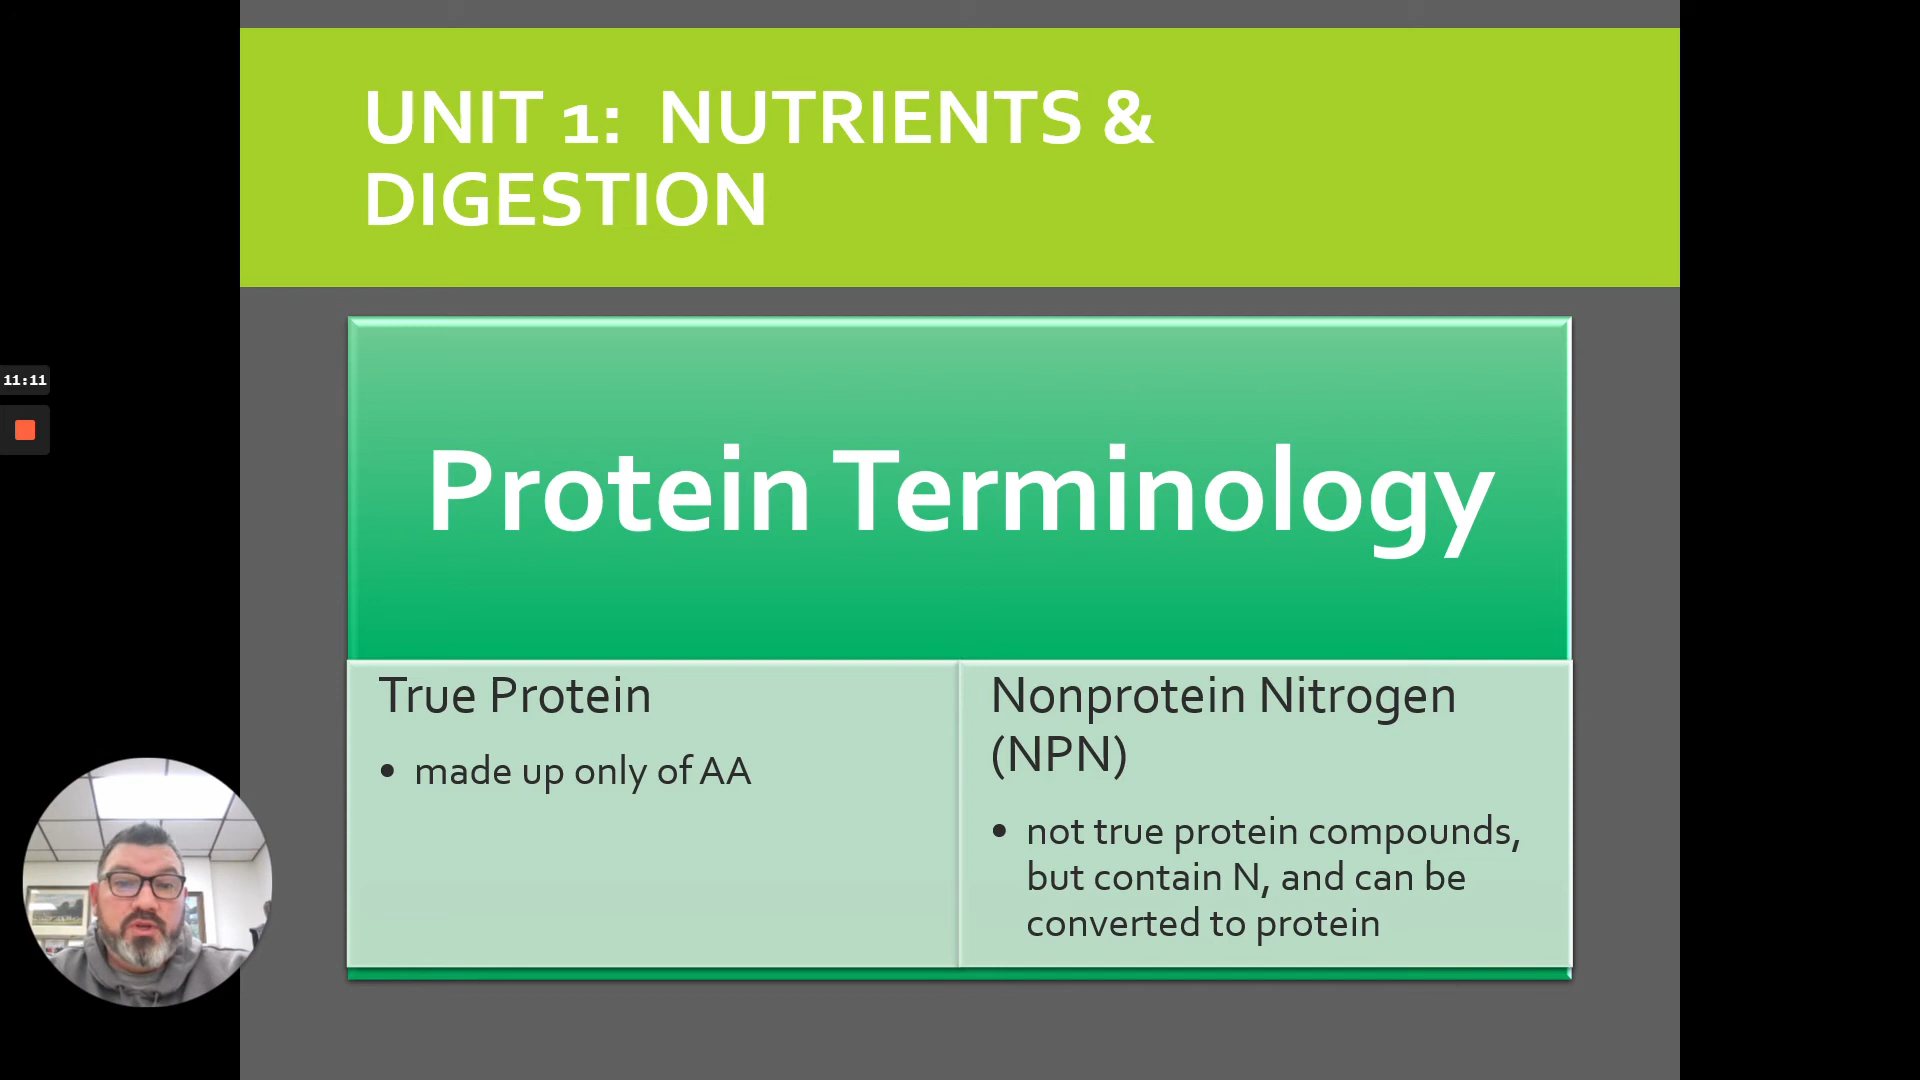 UNIT 1:  NUTRIENTS &
DIGESTION
11:11
Protein Terminology
True Protein
• made up only of AA
Nonprotein Nitrogen
(NPN)
• not true protein compounds,
but contain N, and can be
converted to protein